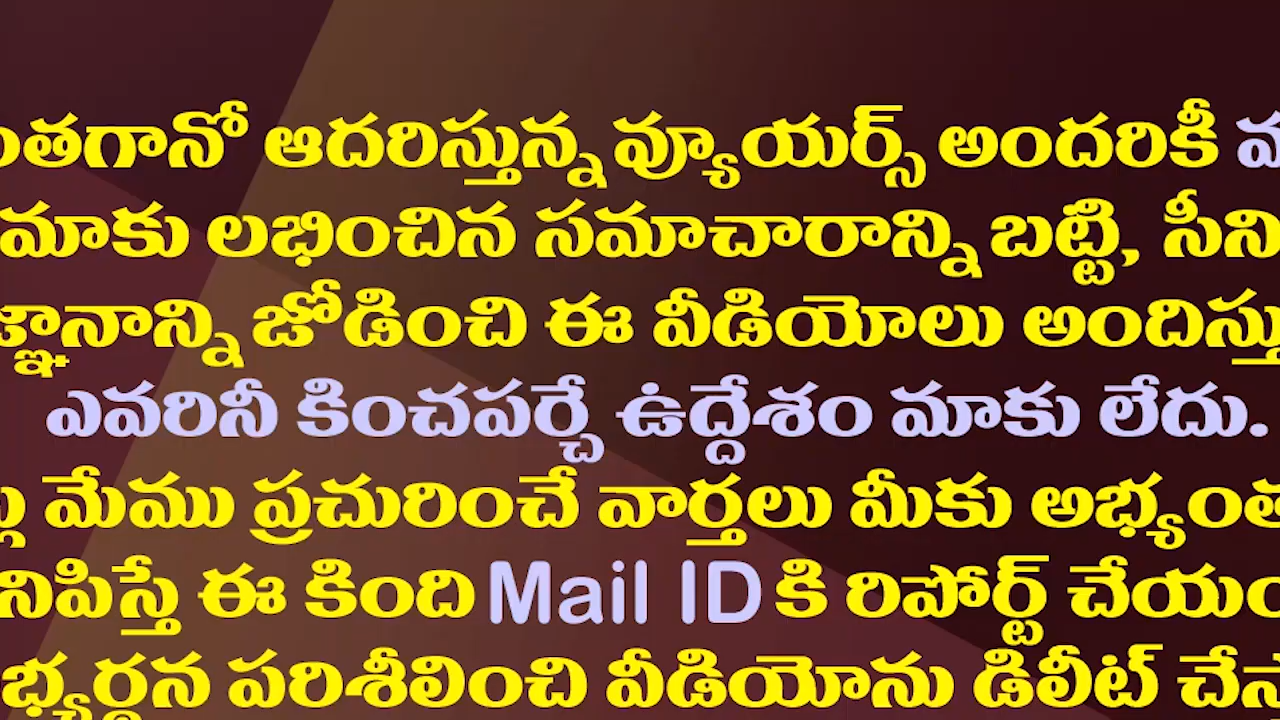 ంతగానో ఆదరిస్తున్న వ్యూయర్స్ అందరికీ
మాకు లభించిన సమాచారాన్ని బట్టి, సీని
జ్ఞానాన్ని జోడించి ఈ వీడియోలు అందిస్తు
ఎవరినీ కించపర్చే ఉద్దేశం మాకు లేదు.
మేము ప్రచురించే వార్తలు మీకు అభ్యంత
నిపిస్తే ఈ కింది Mail ID కి రిపోర్ట్ చేయం
భ్యర్థన పరిశీలించి వీడియోను డిలీట్ చేస